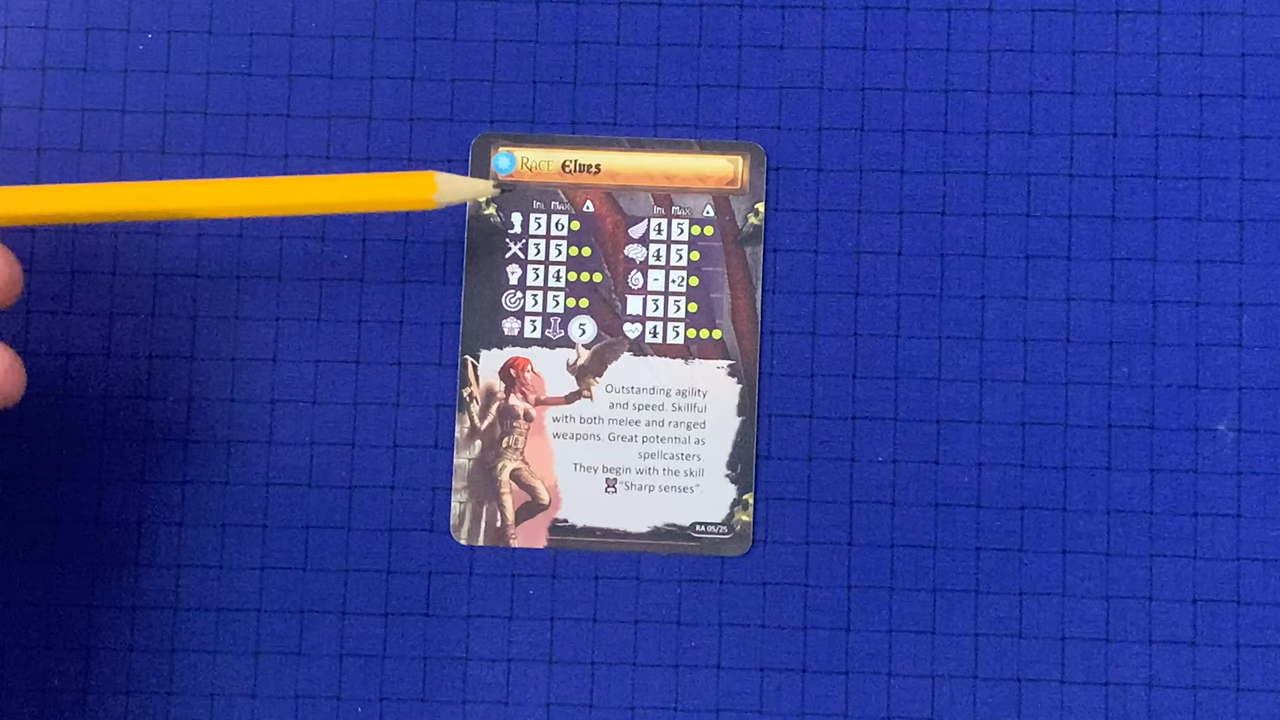 Race Elves
Ini Max Ini Max
5 6 4 5
3 5 4 5
3 4 - +2
3 5 3 5
3 5 4 5
Outstanding agility
and speed. Skillful
with both melee and ranged
weapons. Great potential as
spellcasters.
They begin with the skill
"Sharp senses".
RA 05/25